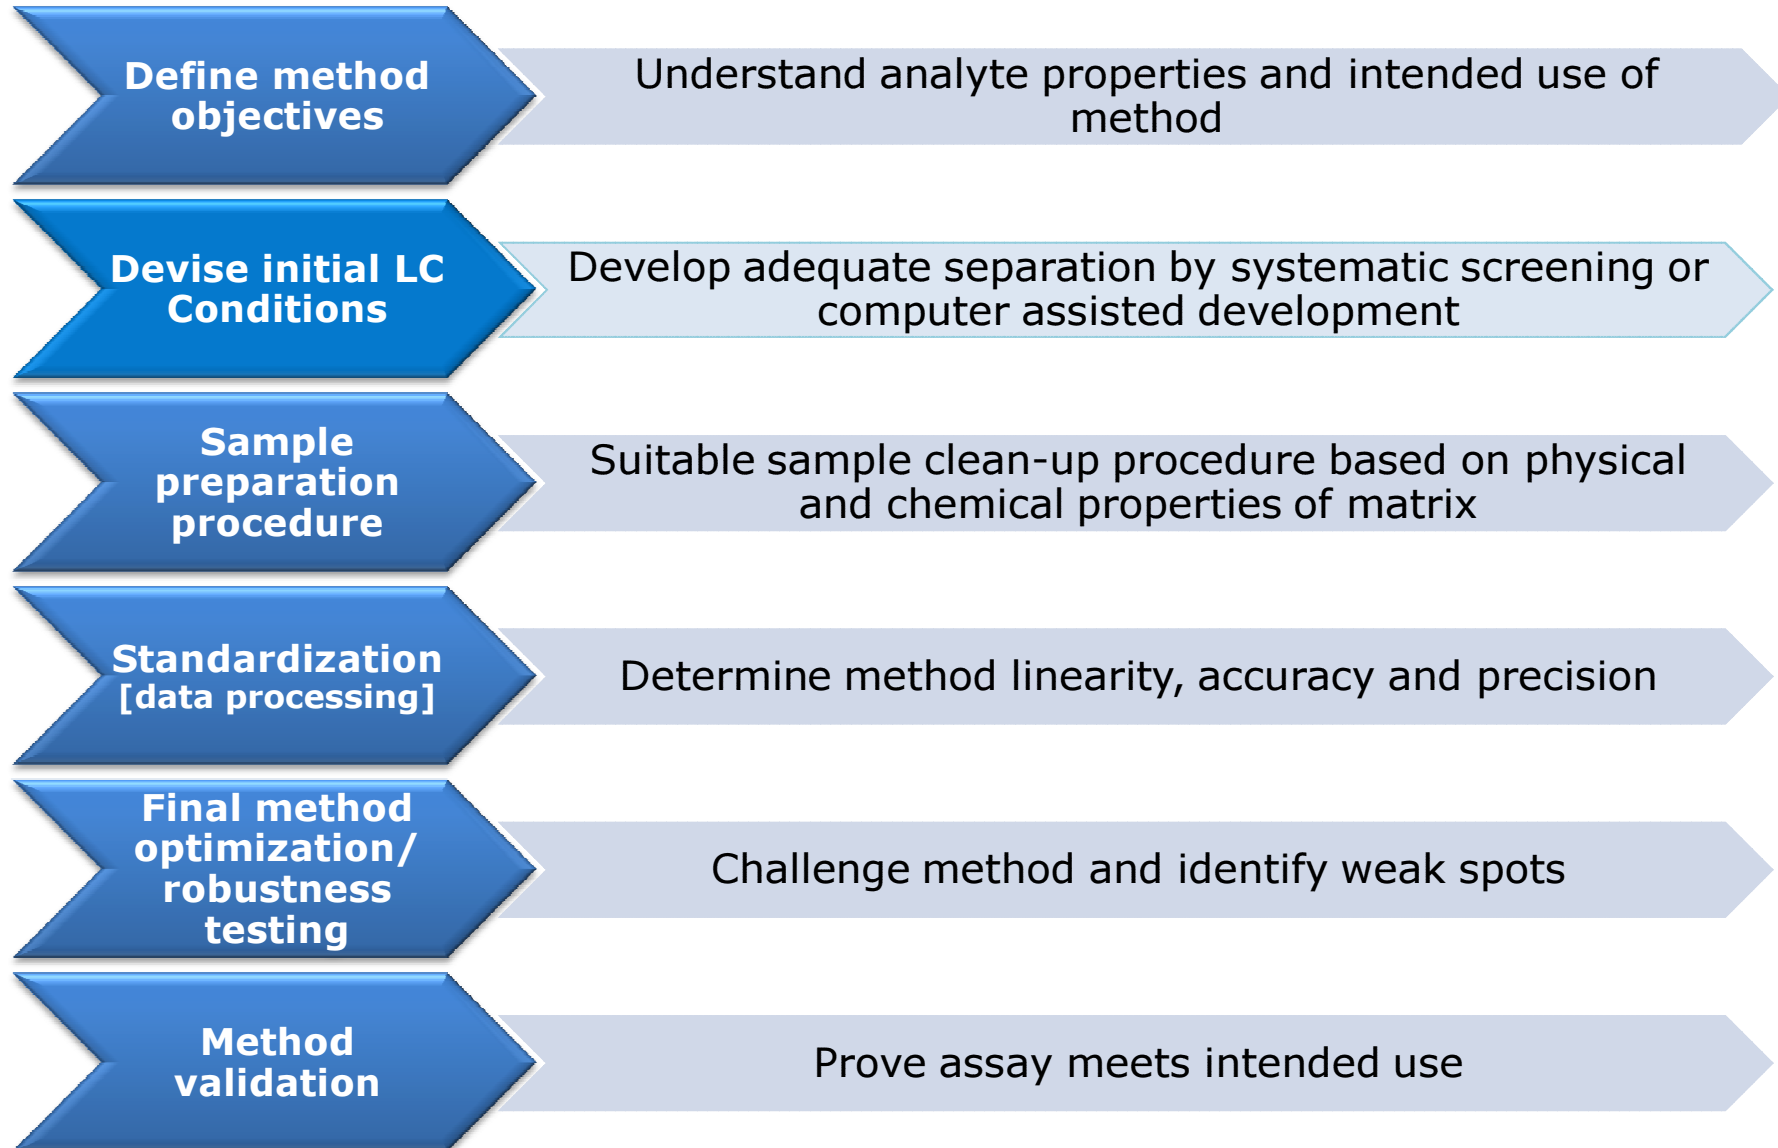 Define method
objectives
Understand analyte properties and intended use of
method
Devise initial LC
Conditions
Develop adequate separation by systematic screening or
computer assisted development
Sample
preparation
procedure
Suitable sample clean-up procedure based on physical
and chemical properties of matrix
Standardization
[data processing]
Determine method linearity, accuracy and precision
Final method
optimization/
robustness
testing
Challenge method and identify weak spots
Method
validation
Prove assay meets intended use